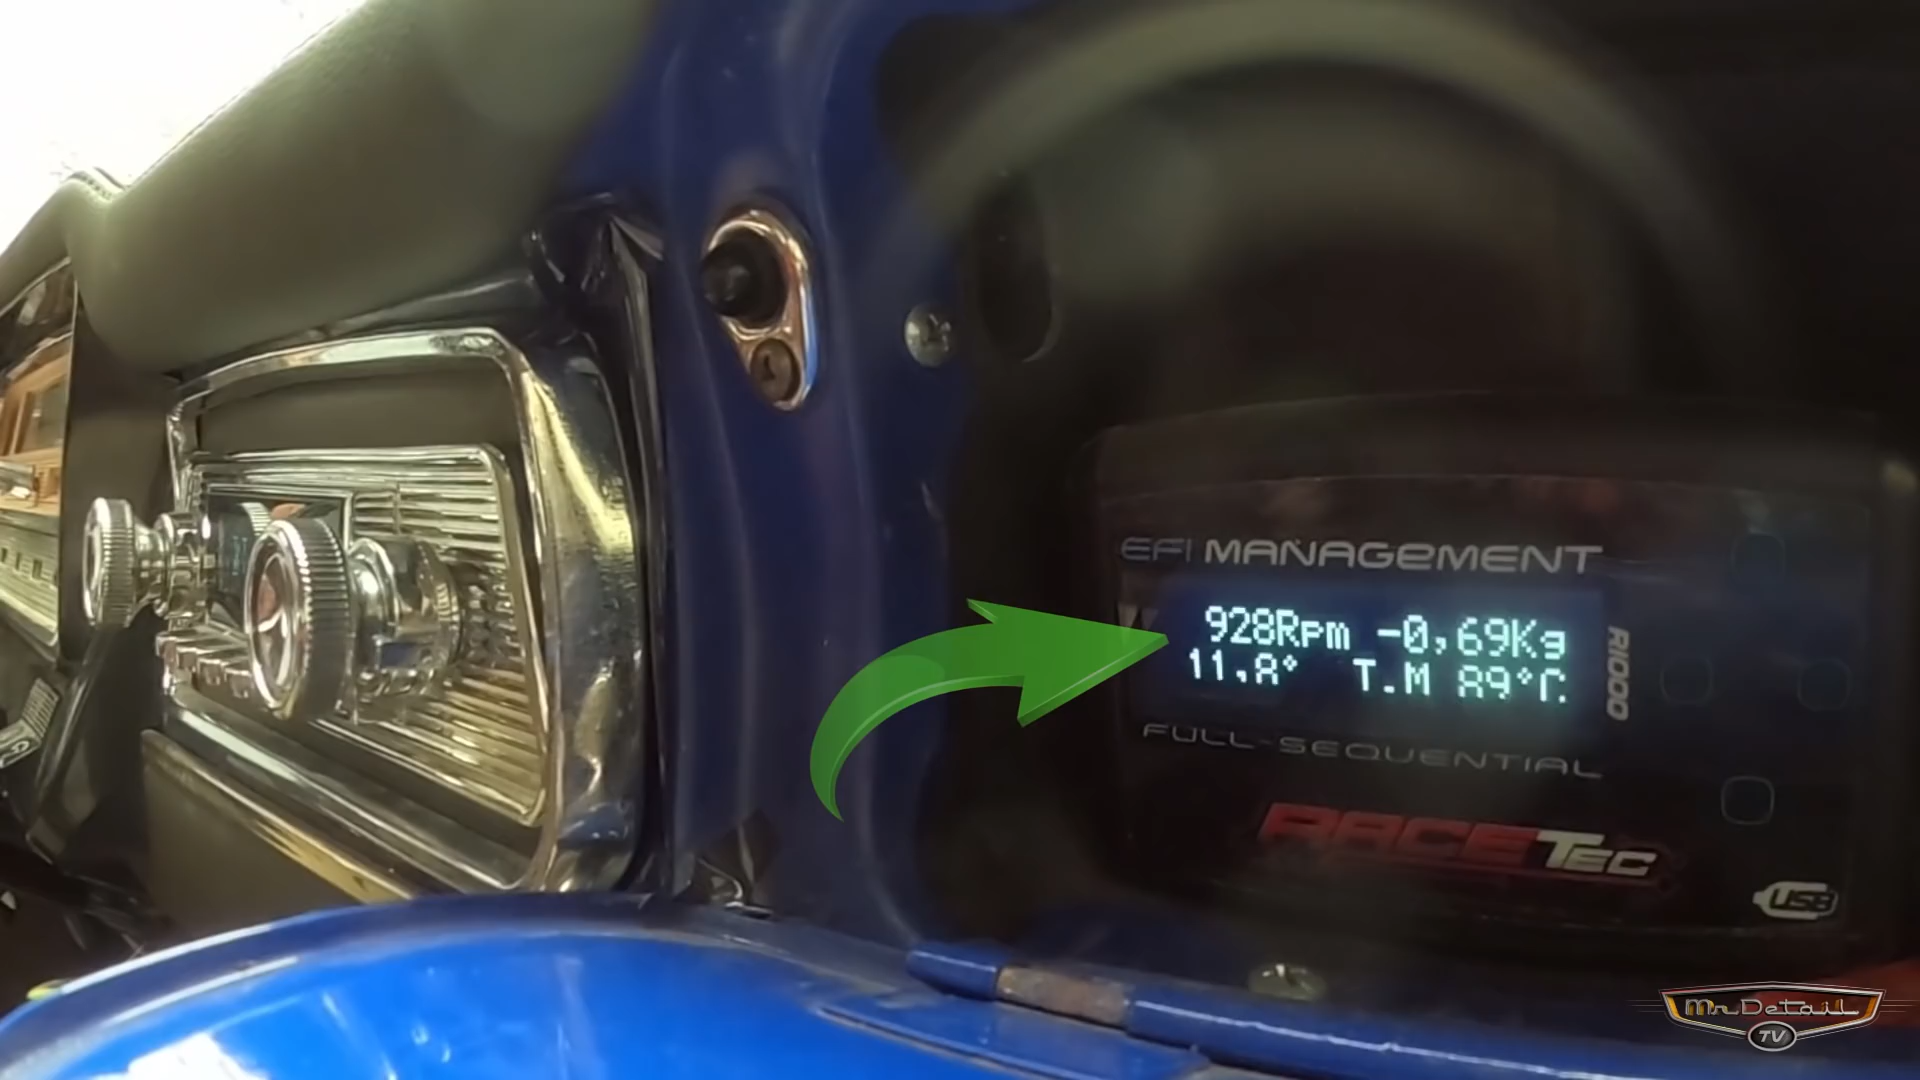 EFI MANAGEMENT
928Rpm -0,69Kg
11.8° T.M 89°C
R1000
FULL-SEQUENTIAL
RACETEC
USB
Mr Detail
TV